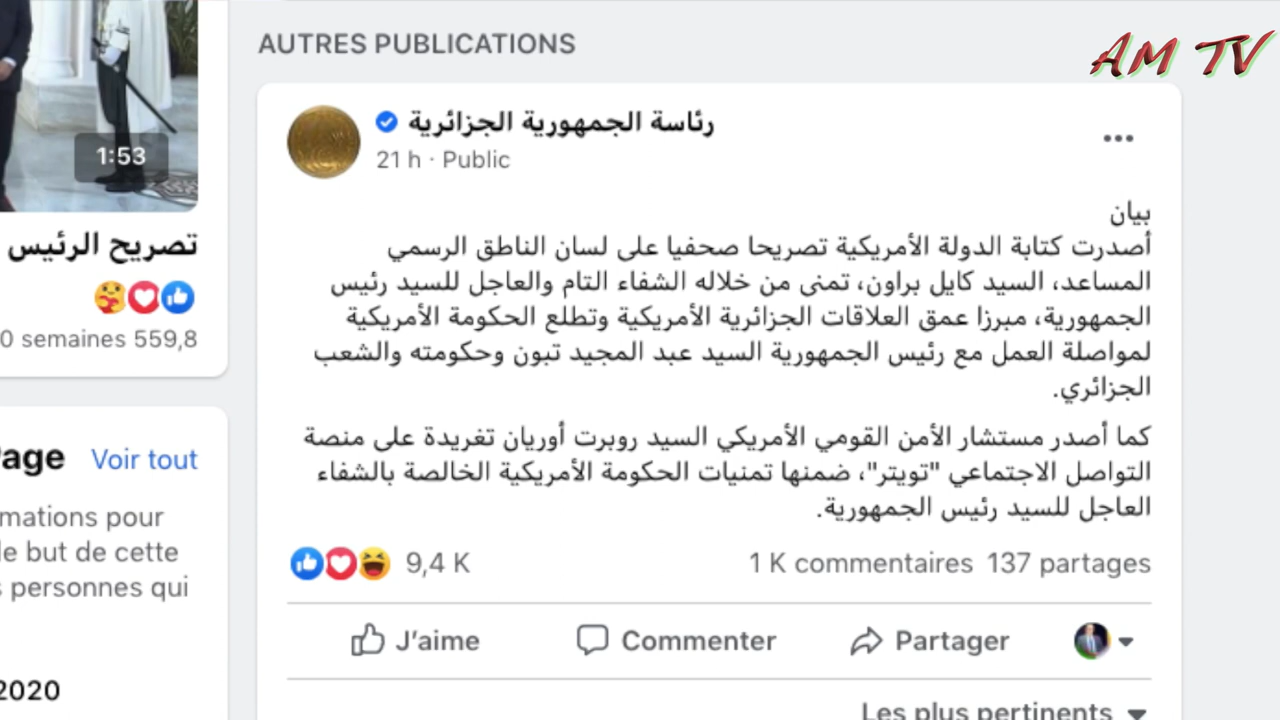 AUTRES PUBLICATIONS
AM TV
رئاسة الجمهورية الجزائرية
21 h · Public
بيان
أصدرت كتابة الدولة الأمريكية تصريحا صحفيا على لسان الناطق الرسمي
المساعد، السيد كايل براون، تمنى من خلاله الشفاء التام والعاجل للسيد رئيس
الجمهورية، مبرزا عمق العلاقات الجزائرية الأمريكية وتطلع الحكومة الأمريكية
لمواصلة العمل مع رئيس الجمهورية السيد عبد المجيد تبون وحكومته والشعب
الجزائري.
كما أصدر مستشار الأمن القومي الأمريكي السيد روبرت أوريان تغريدة على منصة
التواصل الاجتماعي "تويتر"، ضمنها تمنيات الحكومة الأمريكية الخالصة بالشفاء
العاجل للسيد رئيس الجمهورية.
9,4 K
1 K commentaires 137 partages
J’aime
Commenter
Partager
Les plus pertinents
1:53
تصريح الرئيس
0 semaines 559,8
Page Voir tout
mations pour
le but de cette
s personnes qui
2020